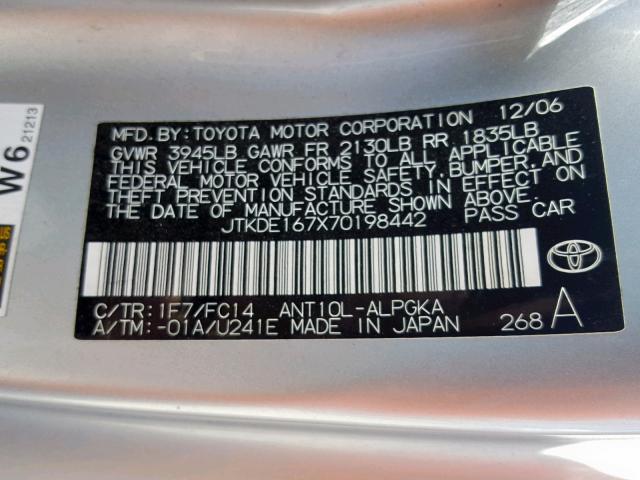 MFD.BY:TOYOTA MOTOR CORPORATION 12/06
GVWR 3945LB GAWR FR 2130LB RR 1835LB
THIS VEHICLE CONFORMS TO ALL APPLICABLE
FEDERAL MOTOR VEHICLE SAFETY,BUMPER,AND
THEFT PREVENTION STANDARDS IN EFFECT ON
THE DATE OF MANUFACTURE SHOWN ABOVE.
JTKDE167X70198442 PASS CAR
C/TR: 1F7/FC14 ANT10L-ALPGKA
A/TM: -01A/U241E MADE IN JAPAN 268 A
W6
21213